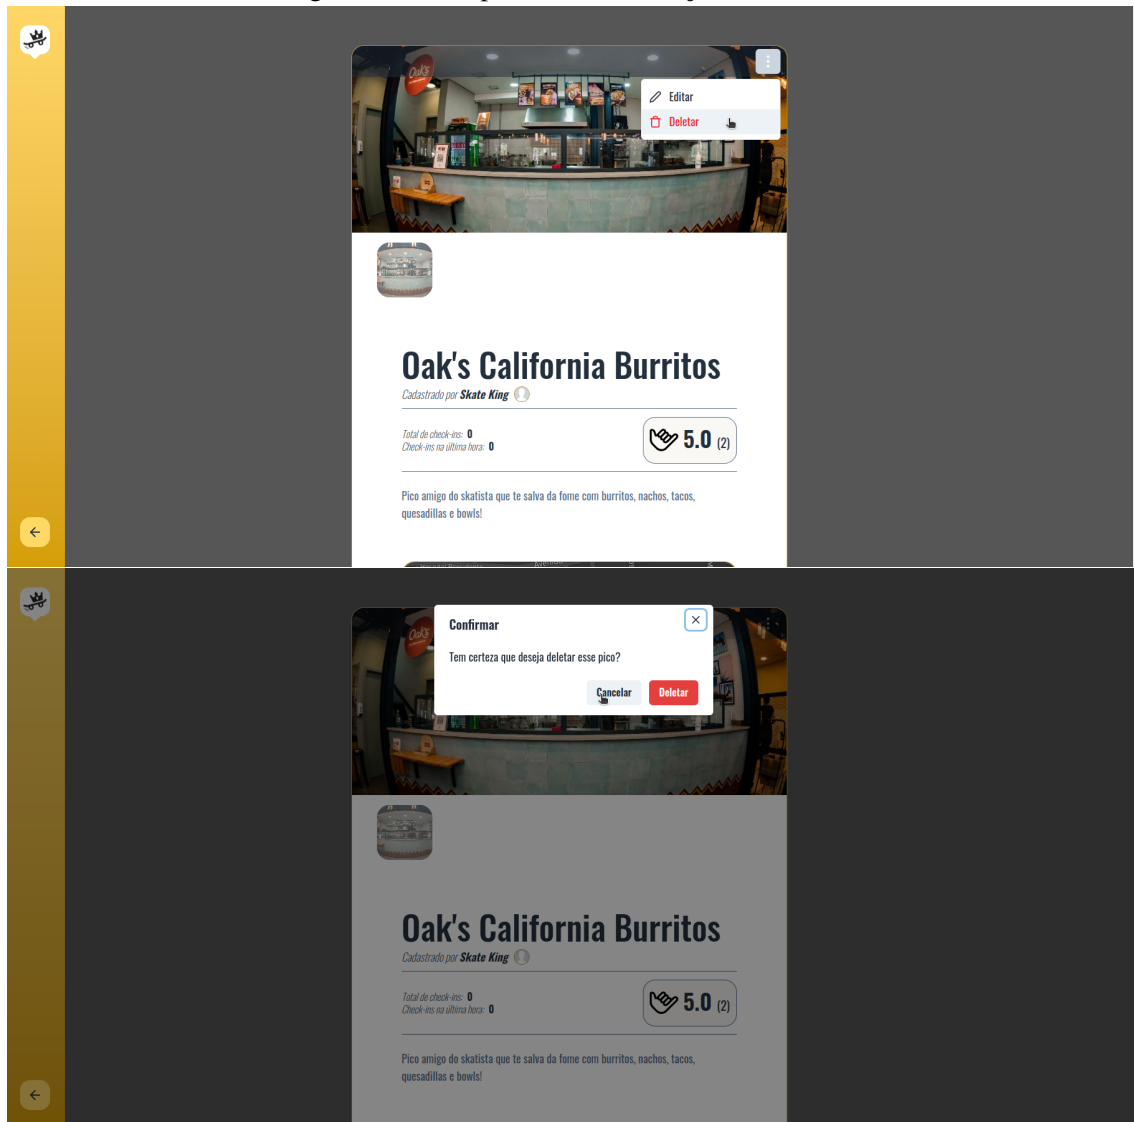 Oak's
Editar
Deletar
Oak's California Burritos
Cadastrado por Skate King
Total de check-ins: 0
Check-ins na última hora: 0
5.0 (2)
Pico amigo do skatista que te salva da fome com burritos, nachos, tacos,
quesadillas e bowls!
Confirmar
Tem certeza que deseja deletar esse pico?
Cancelar
Deletar
Oak's
Oak's California Burritos
Cadastrado por Skate King
Total de check-ins: 0
Check-ins na última hora: 0
5.0 (2)
Pico amigo do skatista que te salva da fome com burritos, nachos, tacos,
quesadillas e bowls!